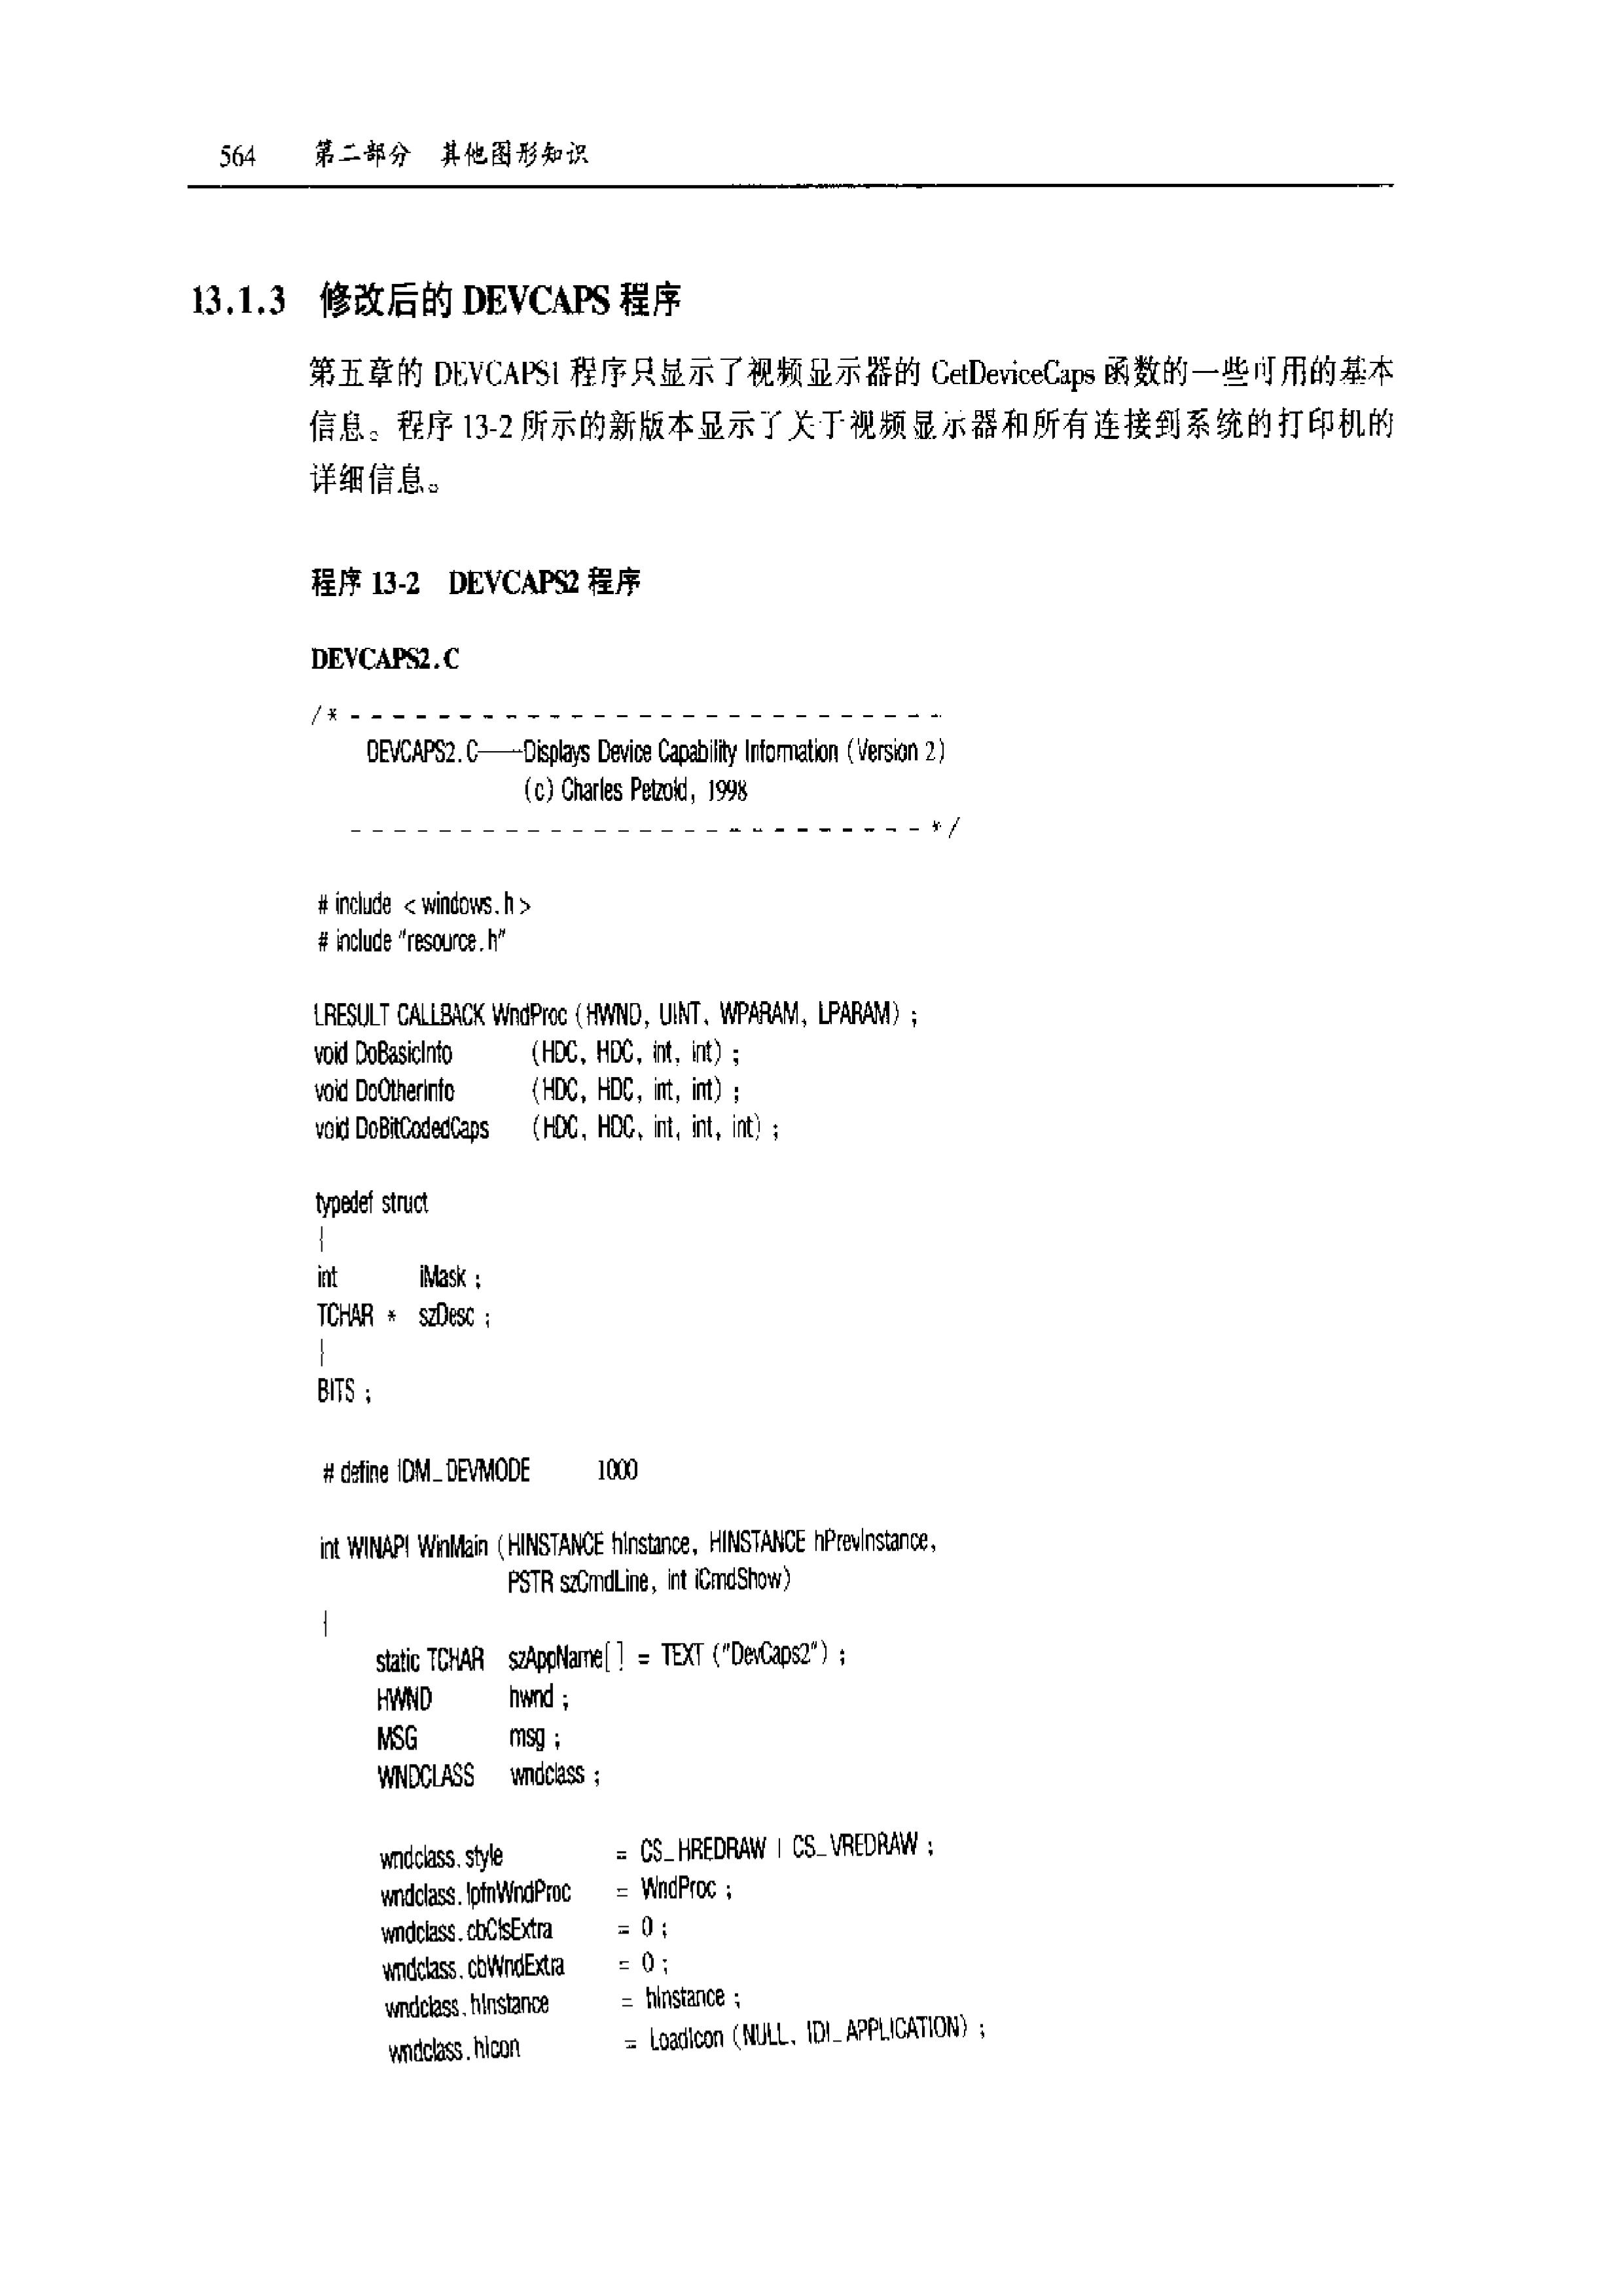 564 第二部分 其他图形知识
13.1.3 修改后的 DEVCAPS 程序
第五章的 DEVCAPS1 程序只显示了视频显示器的 GetDeviceCaps 函数的一些可用的基本
信息。程序 13-2 所示的新版本显示了关于视频显示器和所有连接到系统的打印机的
详细信息。
程序 13-2 DEVCAPS2 程序
DEVCAPS2.C
/* - - - - - - - - - - - - - - - - - - - - - - - - - - -
DEVCAPS2.C——Displays Device Capability Information (Version 2)
(c) Charles Petzold, 1998
- - - - - - - - - - - - - - - - - - - - - - - - - - */
# include < windows.h >
# include "resource.h"
LRESULT CALLBACK WndProc (HWND, UINT, WPARAM, LPARAM) ;
void DoBasicInfo (HDC, HDC, int, int) ;
void DoOtherInfo (HDC, HDC, int, int) ;
void DoBitCodedCaps (HDC, HDC, int, int, int) ;
typedef struct
{
int iMask ;
TCHAR * szDesc ;
}
BITS ;
# define IDM_DEVMODE 1000
int WINAPI WinMain (HINSTANCE hInstance, HINSTANCE hPrevInstance,
PSTR szCmdLine, int iCmdShow)
{
static TCHAR szAppName[ ] = TEXT ("DevCaps2") ;
HWND hwnd ;
MSG msg ;
WNDCLASS wndclass ;
wndclass.style = CS_HREDRAW | CS_VREDRAW ;
wndclass.lpfnWndProc = WndProc ;
wndclass.cbClsExtra = 0 ;
wndclass.cbWndExtra = 0 ;
wndclass.hInstance = hInstance ;
wndclass.hIcon = LoadIcon (NULL, IDI_APPLICATION) ;